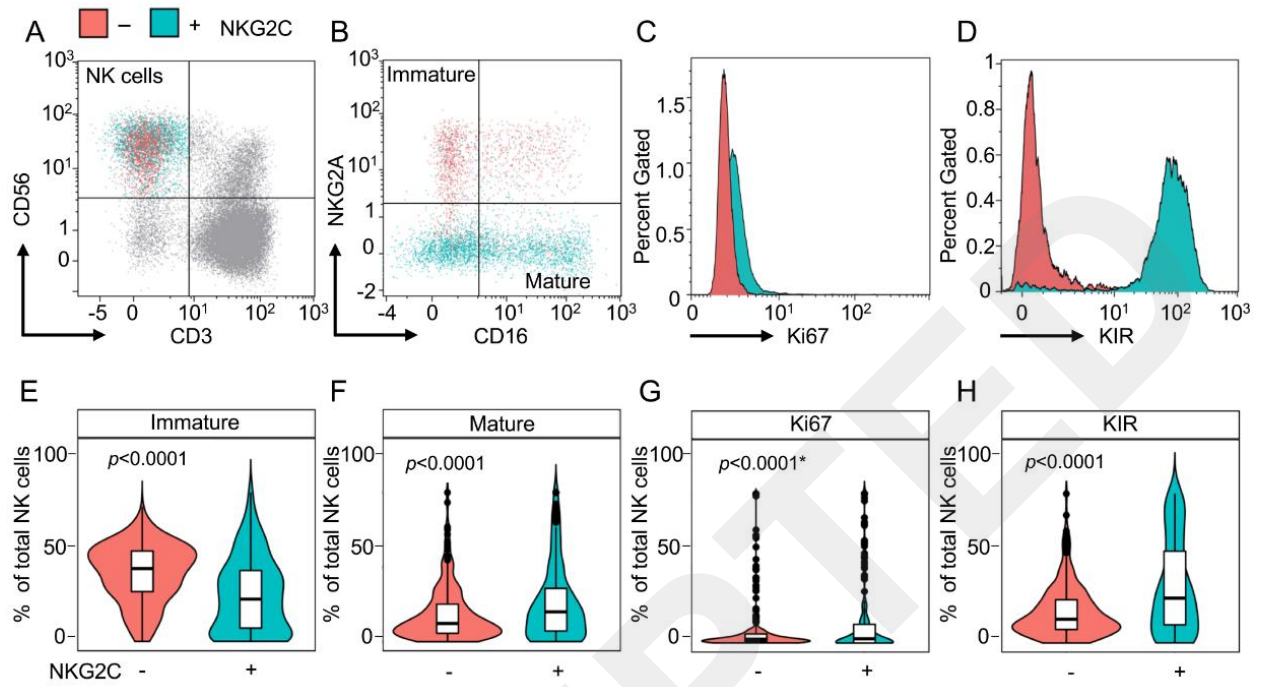 − + NKG2C
A B C D
NK cells
CD56
10³
10²
10¹
1
0
-5 0 10¹ 10² 10³
CD3
Immature
Mature
NKG2A
10³
10²
10¹
1
0
-2
-4 0 10¹ 10² 10³
CD16
Percent Gated
1.5
1.0
0.5
0
0 10¹ 10²
Ki67
Percent Gated
1
0.8
0.6
0.4
0.2
0
0 10¹ 10² 10³
KIR
E F G H
Immature
% of total NK cells
100
50
0
p<0.0001
NKG2C - +
Mature
% of total NK cells
100
50
0
p<0.0001
- +
Ki67
% of total NK cells
100
50
0
p<0.0001*
- +
KIR
% of total NK cells
100
50
0
p<0.0001
- +
PTED